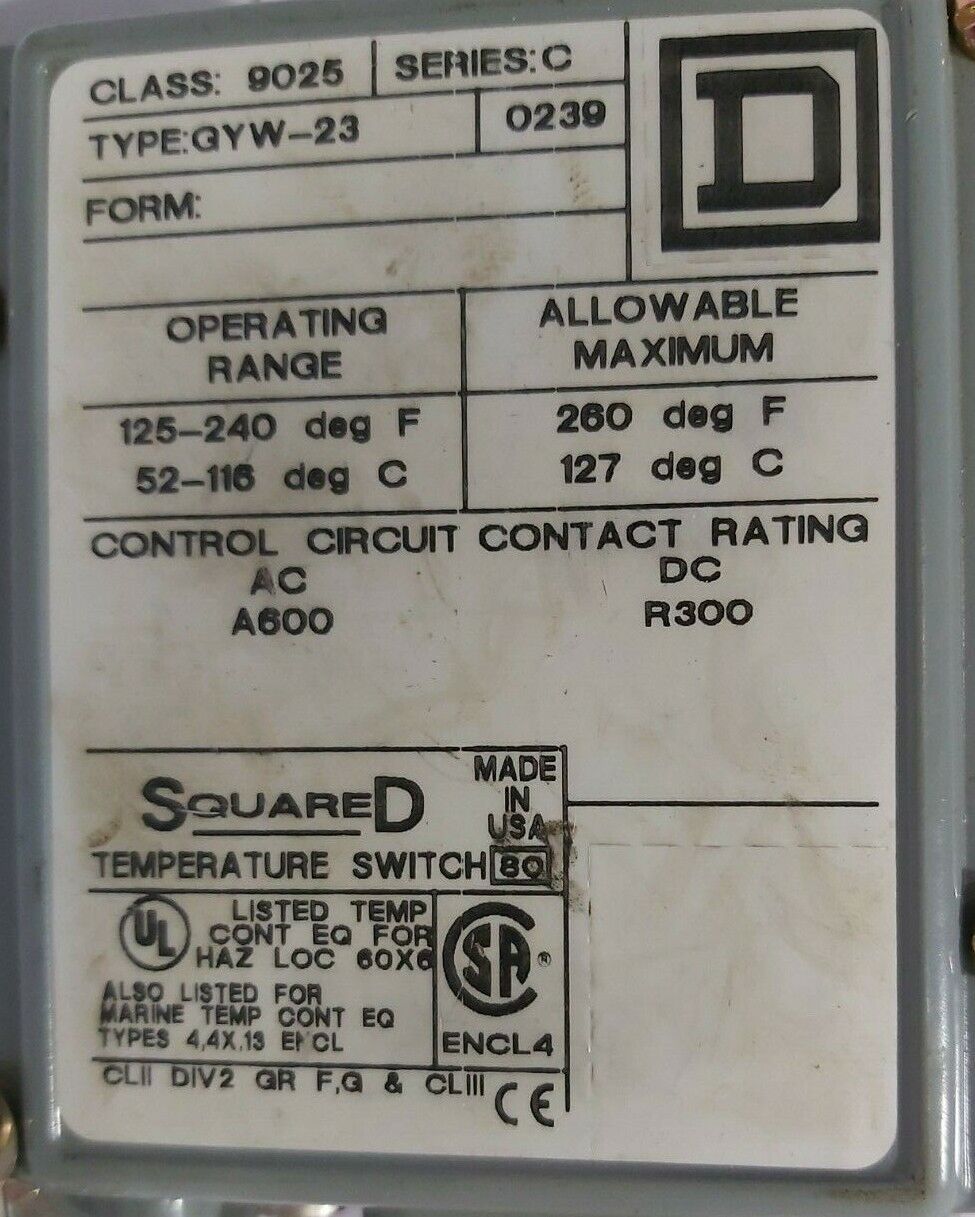 CLASS: 9025 SERIES: C
TYPE:GYW-23 0239
FORM:
D
OPERATING RANGE
ALLOWABLE MAXIMUM
125-240 deg F
52-116 deg C
260 deg F
127 deg C
CONTROL CIRCUIT CONTACT RATING
AC DC
A600 R300
SQUARE D
MADE
IN
USA
TEMPERATURE SWITCH 80
UL LISTED TEMP
CONT EQ FOR
HAZ LOC 60X6
ALSO LISTED FOR
MARINE TEMP CONT EQ
TYPES 4,4X,13 ENCL
SA ®
ENCL4
CLII DIV2 GR F,G & CLIII
CE